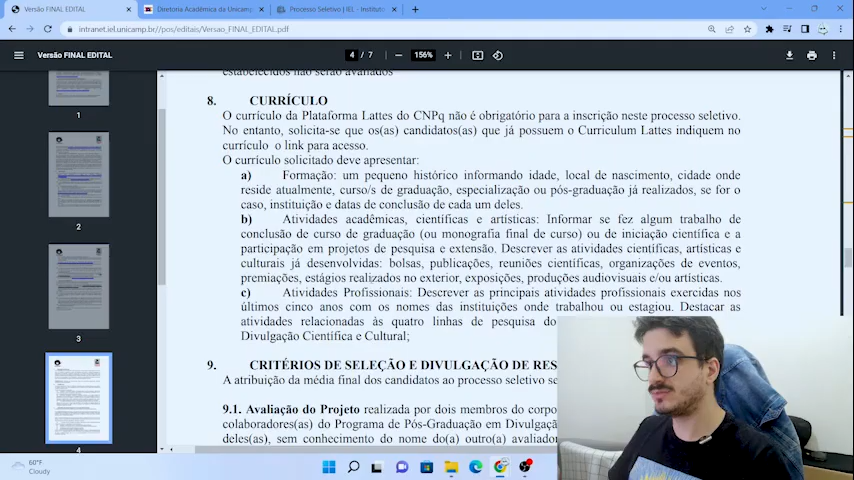 Versão FINAL EDITAL
Diretoria Acadêmica da Unicamp
Processo Seletivo | IEL - Institut
intranet.iel.unicamp.br//pos/editais/Versao_FINAL_EDITAL.pdf
Versão FINAL EDITAL
4 / 7
156%
1
2
3
4
estabelecidos não serão avaliados
8. CURRÍCULO
O currículo da Plataforma Lattes do CNPq não é obrigatório para a inscrição neste processo seletivo.
No entanto, solicita-se que os(as) candidatos(as) que já possuem o Curriculum Lattes indiquem no
currículo o link para acesso.
O currículo solicitado deve apresentar:
a) Formação: um pequeno histórico informando idade, local de nascimento, cidade onde
reside atualmente, curso/s de graduação, especialização ou pós-graduação já realizados, se for o
caso, instituição e datas de conclusão de cada um deles.
b) Atividades acadêmicas, científicas e artísticas: Informar se fez algum trabalho de
conclusão de curso de graduação (ou monografia final de curso) ou de iniciação científica e a
participação em projetos de pesquisa e extensão. Descrever as atividades científicas, artísticas e
culturais já desenvolvidas: bolsas, publicações, reuniões científicas, organizações de eventos,
premiações, estágios realizados no exterior, exposições, produções audiovisuais e/ou artísticas.
c) Atividades Profissionais: Descrever as principais atividades profissionais exercidas nos
últimos cinco anos com os nomes das instituições onde trabalhou ou estagiou. Destacar as
atividades relacionadas às quatro linhas de pesquisa do
Divulgação Científica e Cultural;
9. CRITÉRIOS DE SELEÇÃO E DIVULGAÇÃO DE RES
A atribuição da média final dos candidatos ao processo seletivo se
9.1. Avaliação do Projeto realizada por dois membros do corpo
colaboradores(as) do Programa de Pós-Graduação em Divulgação
deles(as), sem conhecimento do nome do(a) outro(a) avaliador
60°F
Cloudy